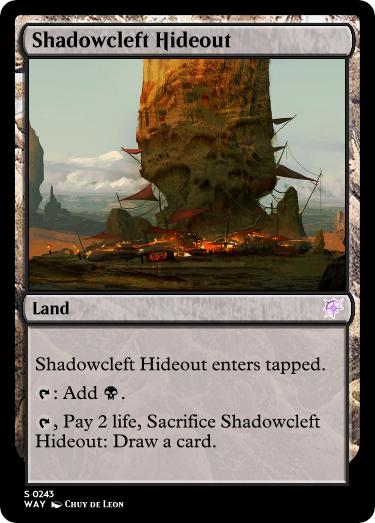 Shadowcleft Hideout
Land
Shadowcleft Hideout enters tapped.
: Add .
, Pay 2 life, Sacrifice Shadowcleft
Hideout: Draw a card.
S 0243
WAY Chuy de Leon